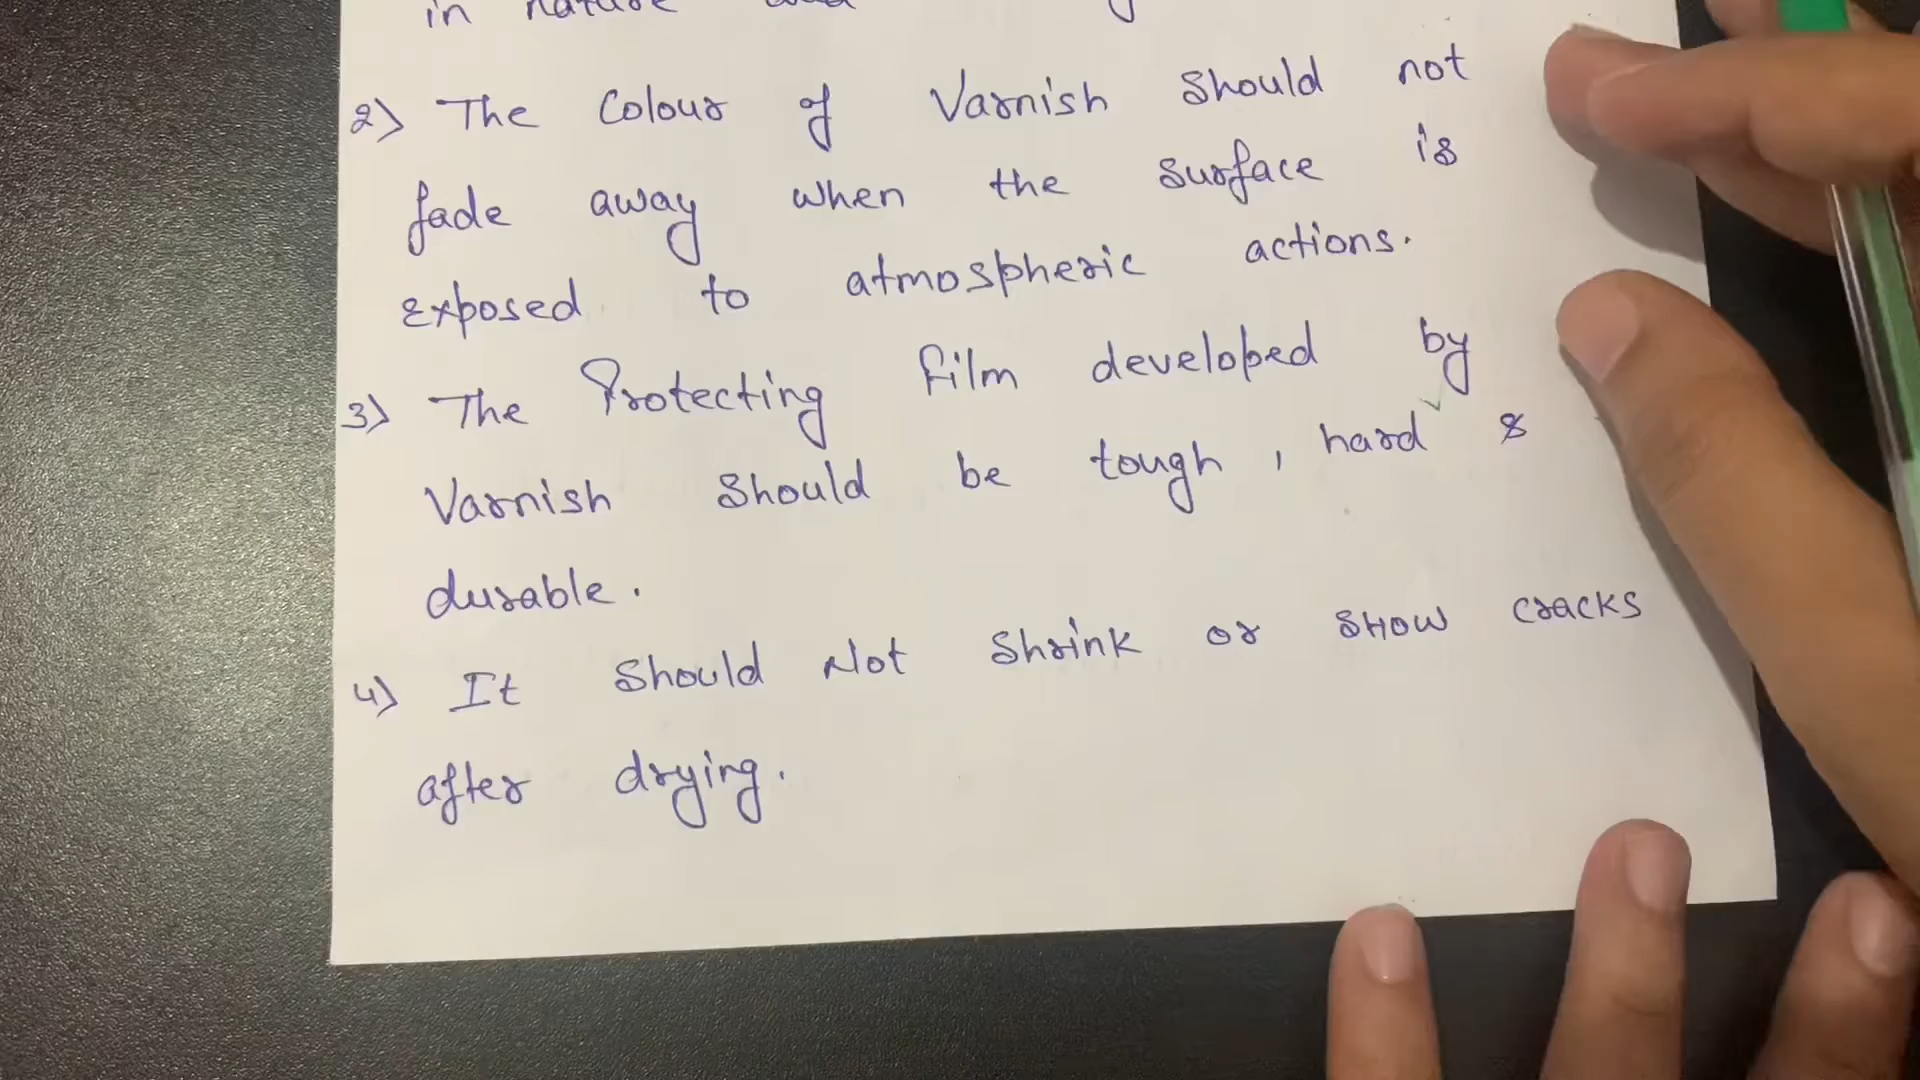 in nature
2) The Colour of Varnish Should not
fade away when the surface is
exposed to atmospheric actions.
3) The Protecting film developed by
Varnish Should be tough, hard &
durable.
4) It Should Not Shrink or SHOW cracks
after drying.